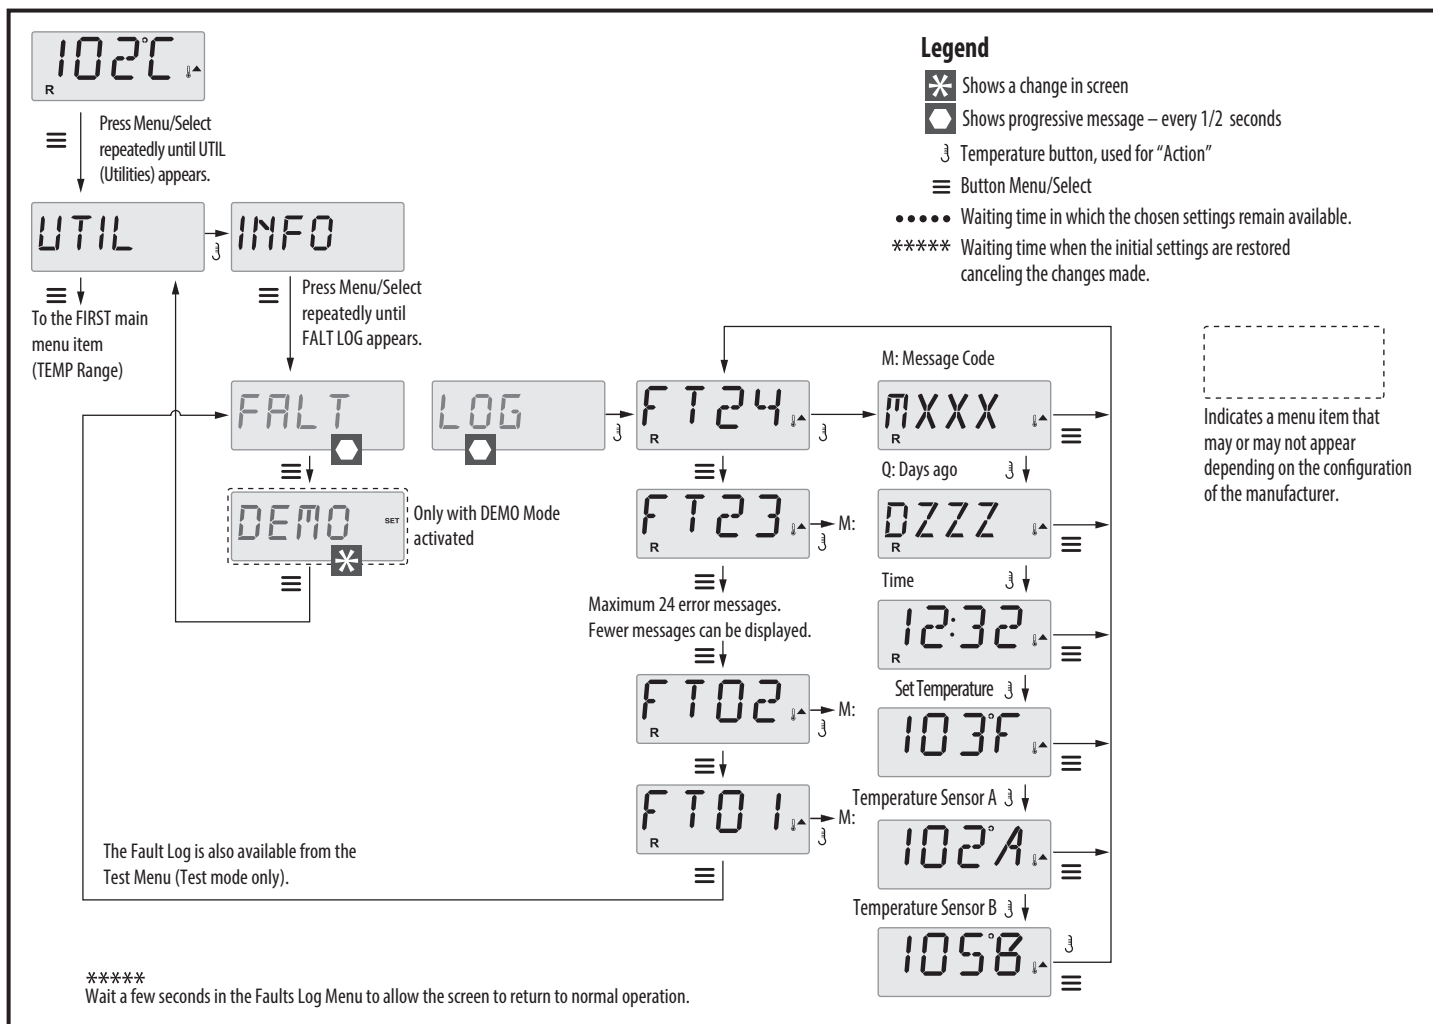 102°C
R
Press Menu/Select
repeatedly until UTIL
(Utilities) appears.
UTIL
INFO
To the FIRST main
menu item
(TEMP Range)
Press Menu/Select
repeatedly until
FALT LOG appears.
FALT
LOG
DEMO
SET
Only with DEMO Mode
activated
Legend
Shows a change in screen
Shows progressive message – every 1/2 seconds
Temperature button, used for “Action”
Button Menu/Select
••••• Waiting time in which the chosen settings remain available.
***** Waiting time when the initial settings are restored
canceling the changes made.
Indicates a menu item that
may or may not appear
depending on the configuration
of the manufacturer.
FT24
R
FT23
R
M:
Maximum 24 error messages.
Fewer messages can be displayed.
FT02
R
M:
FT01
R
M:
M: Message Code
MXXX
R
Q: Days ago
DZZZ
R
Time
12:32
R
Set Temperature
103°F
Temperature Sensor A
102°A
Temperature Sensor B
105°B
The Fault Log is also available from the
Test Menu (Test mode only).
*****
Wait a few seconds in the Faults Log Menu to allow the screen to return to normal operation.